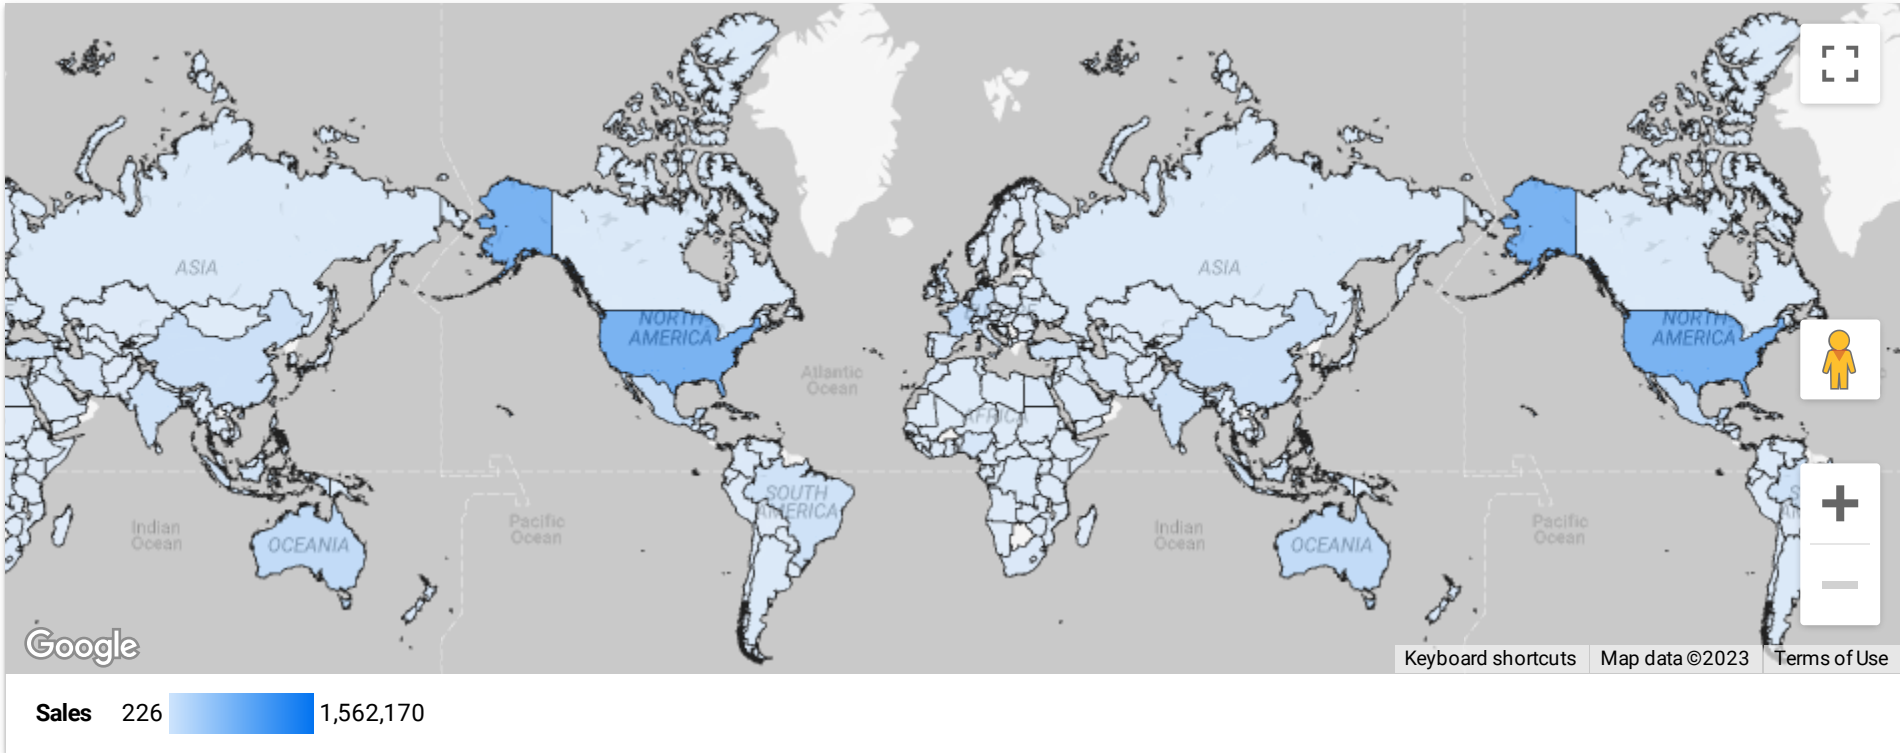 ASIA
NORTH
AMERICA
Atlantic
Ocean
AFRICA
ASIA
NORTH
AMERICA
SOUTH
AMERICA
Indian
Ocean
OCEANIA
Pacific
Ocean
Indian
Ocean
OCEANIA
Pacific
Ocean
Google
Keyboard shortcuts
Map data ©2023
Terms of Use
Sales 226 1,562,170